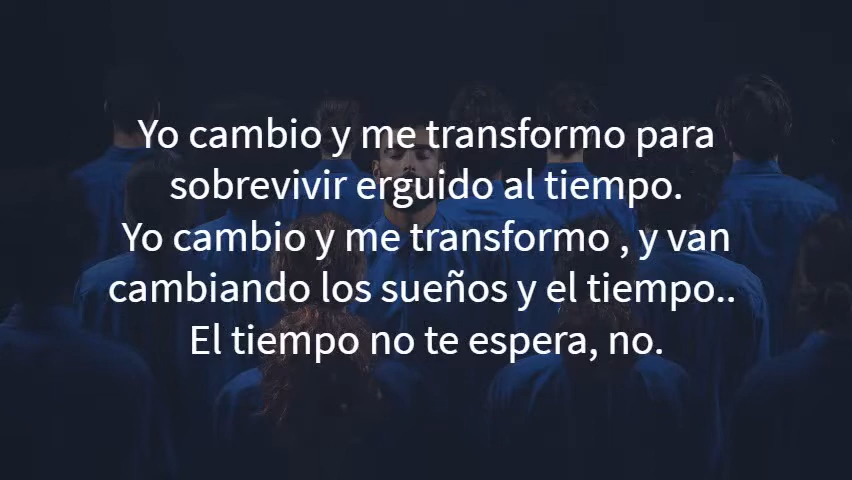 Yo cambio y me transformo para
sobrevivir erguido al tiempo.
Yo cambio y me transformo , y van
cambiando los sueños y el tiempo..
El tiempo no te espera, no.